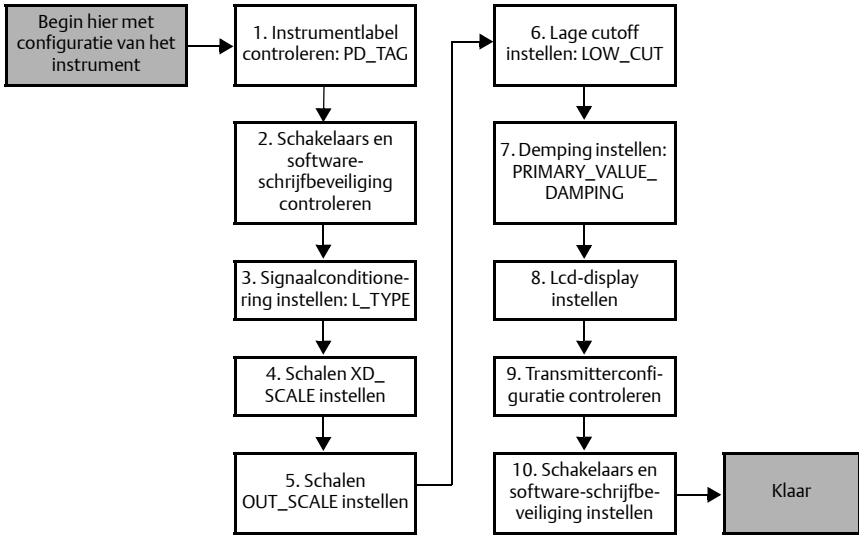 Begin hier met
configuratie van het
instrument
1. Instrumentlabel
controleren: PD_TAG
2. Schakelaars en
software-
schrijfbeveiliging
controleren
3. Signaalconditione-
ring instellen: L_TYPE
4. Schalen XD_
SCALE instellen
5. Schalen
OUT_SCALE instellen
6. Lage cutoff
instellen: LOW_CUT
7. Demping instellen:
PRIMARY_VALUE_
DAMPING
8. Lcd-display
instellen
9. Transmitterconfi-
guratie controleren
10. Schakelaars en
software-schrijfbe-
veiliging instellen
Klaar